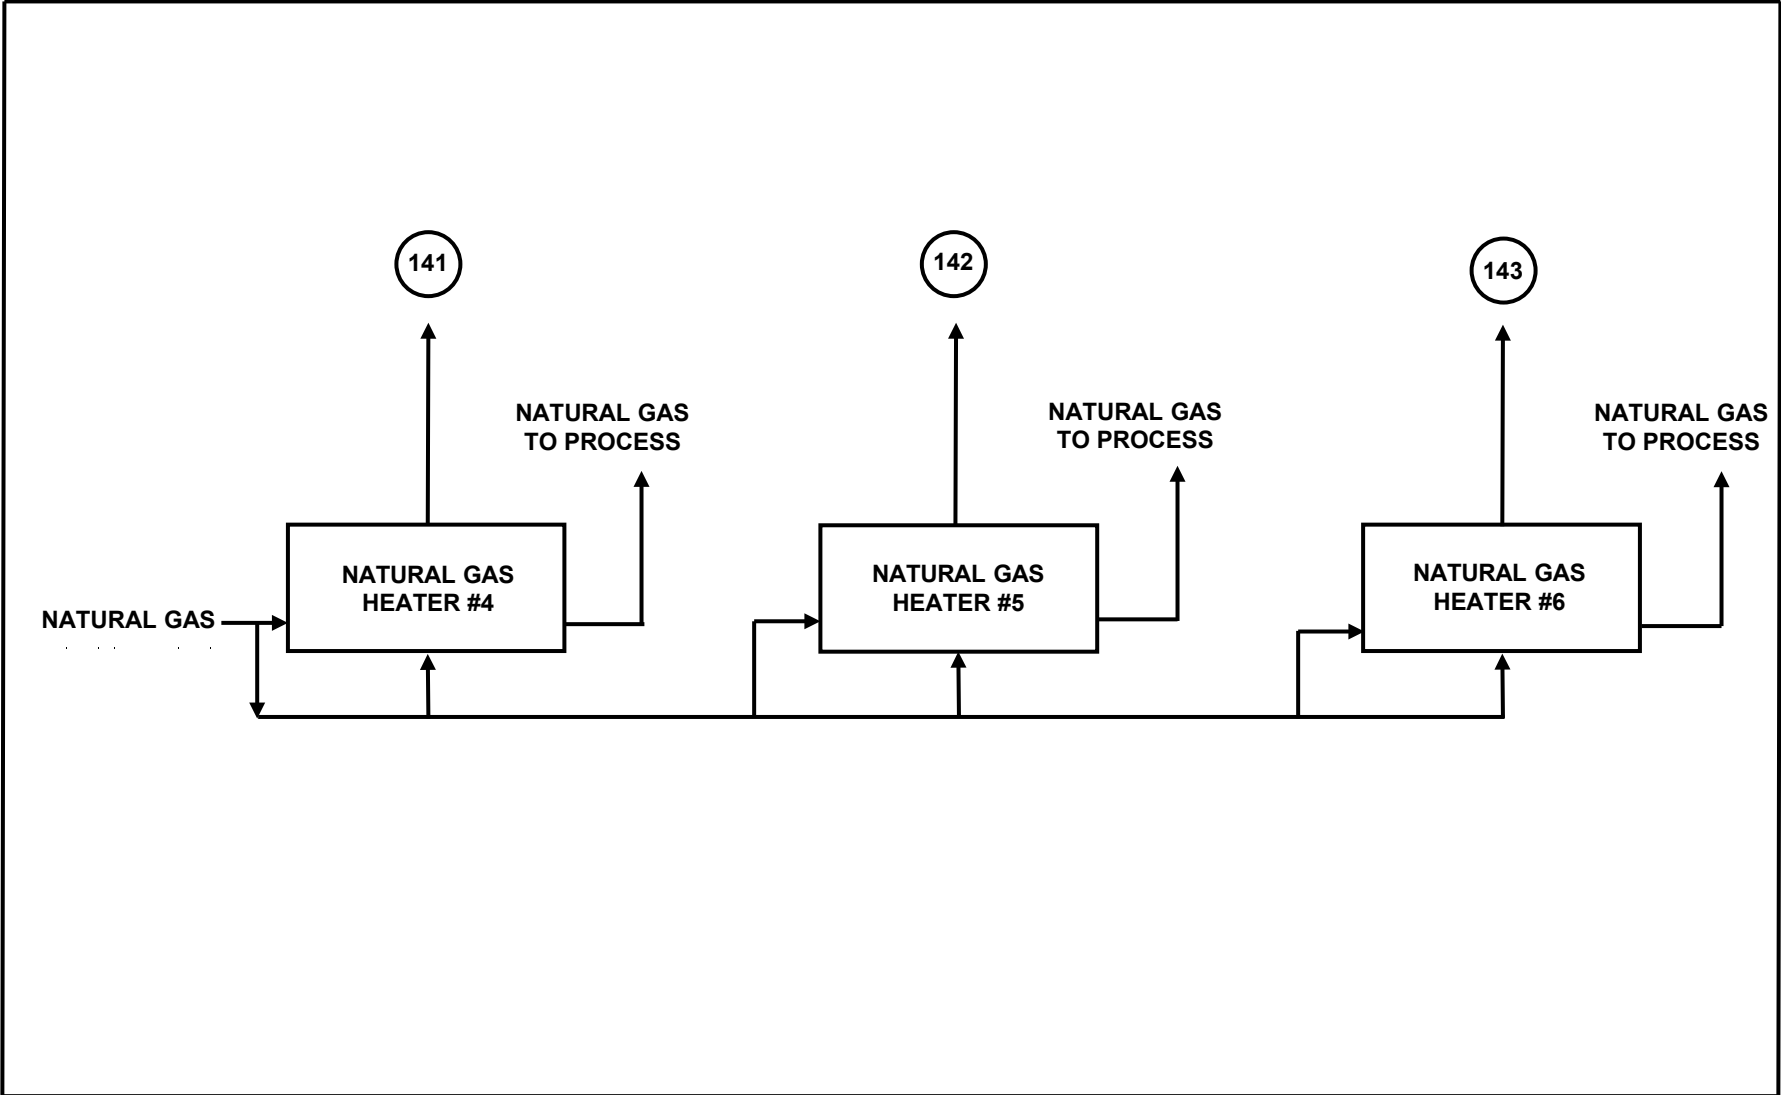 141
142
143
NATURAL GAS
TO PROCESS
NATURAL GAS
TO PROCESS
NATURAL GAS
TO PROCESS
NATURAL GAS
NATURAL GAS
HEATER #4
NATURAL GAS
HEATER #5
NATURAL GAS
HEATER #6